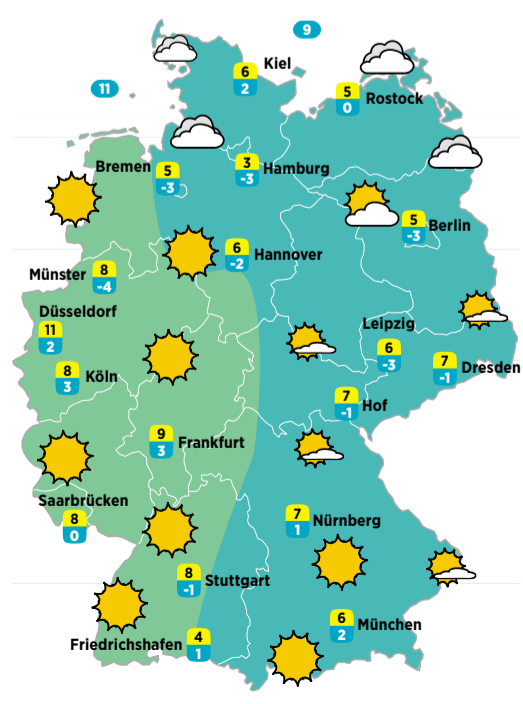 9
Kiel
6
2
11
5
0
Rostock
Bremen
5
-3
3
-3
Hamburg
5
-3
Berlin
6
-2
Hannover
Münster
8
-4
Düsseldorf
11
2
Leipzig
6
-3
7
-1
Dresden
8
3
Köln
7
-1
Hof
9
3
Frankfurt
Saarbrücken
8
0
7
1
Nürnberg
8
-1
Stuttgart
6
2
München
Friedrichshafen
4
1